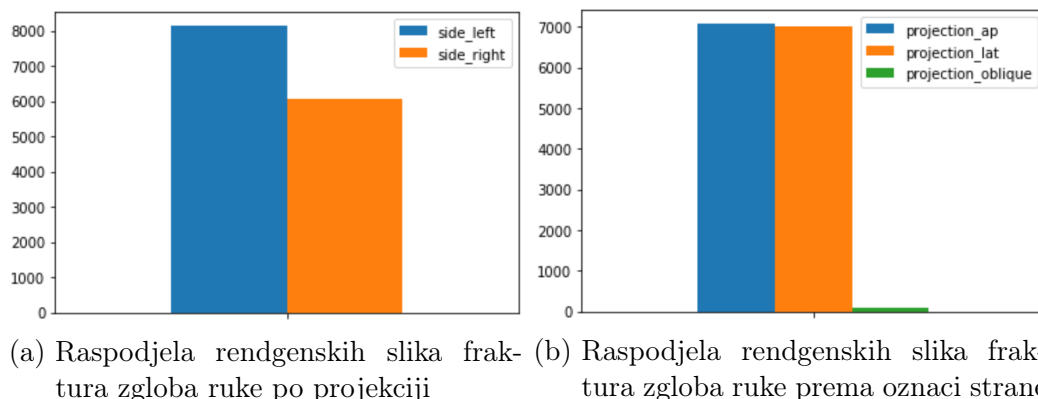 8000
7000
6000
5000
4000
3000
2000
1000
0
side_left
side_right
7000
6000
5000
4000
3000
2000
1000
0
projection_ap
projection_lat
projection_oblique
(a) Raspodjela rendgenskih slika frak-
tura zgloba ruke po projekciji
(b) Raspodjela rendgenskih slika frak-
tura zgloba ruke prema oznaci strane